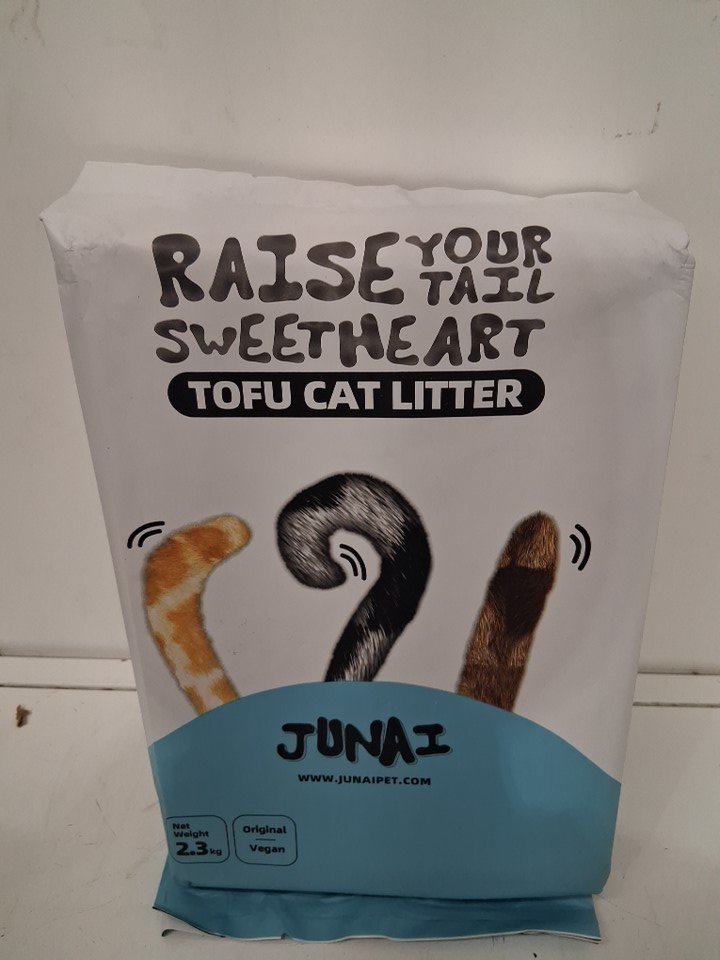 RAISE YOUR TAIL
SWEETHEART
TOFU CAT LITTER
JUNAI
WWW.JUNAIPET.COM
Net Weight
2.3kg
Original
Vegan